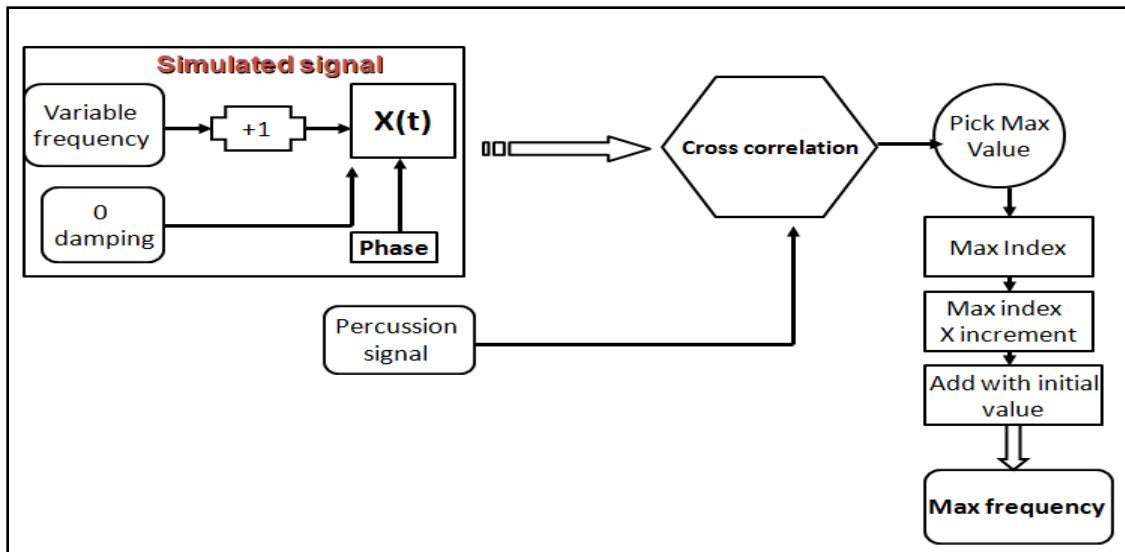 Simulated signal
Variable
frequency
+1
X(t)
0
damping
Phase
Percussion
signal
Cross correlation
Pick Max
Value
Max Index
Max index
X increment
Add with initial
value
Max frequency